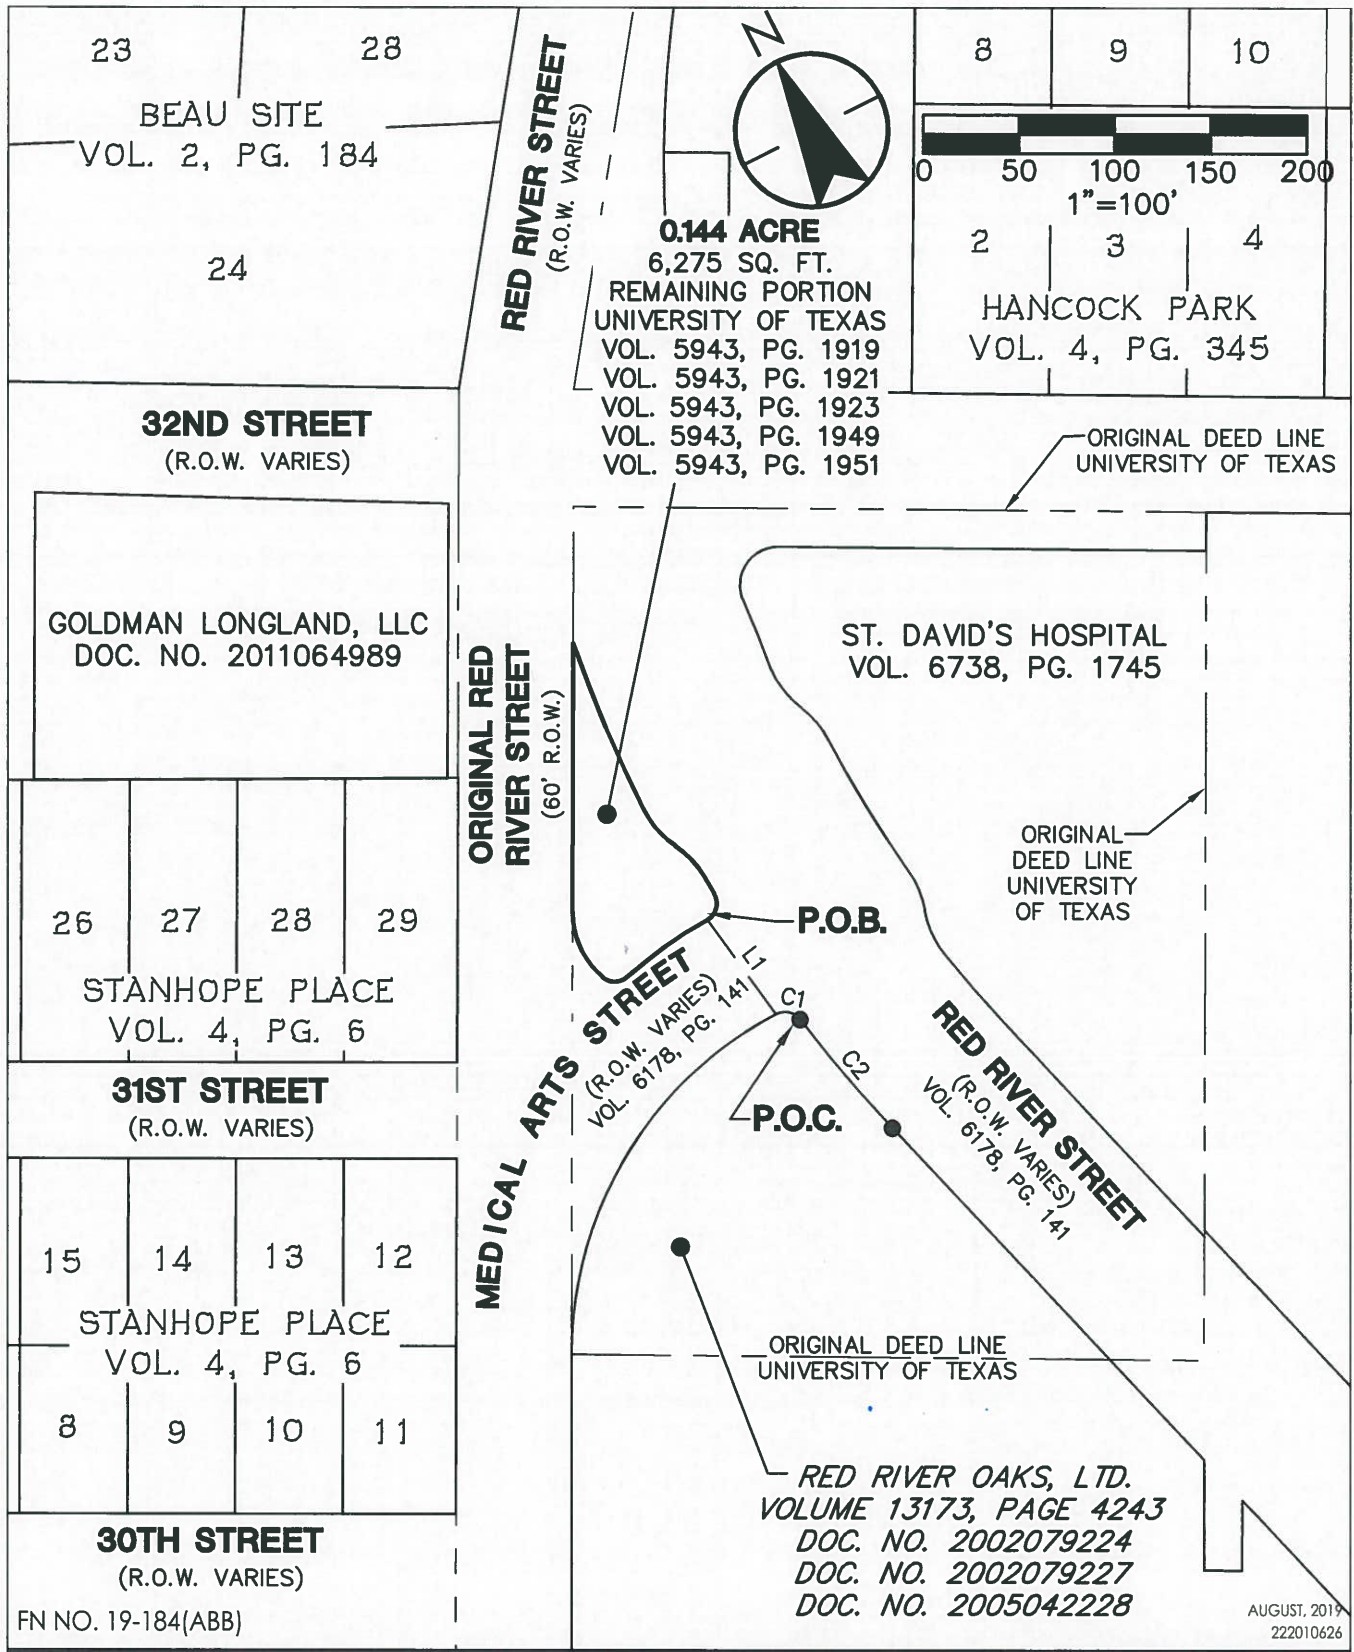 23
28
BEAU SITE
VOL. 2, PG. 184
24
RED RIVER STREET
(R.O.W. VARIES)
N
8
9
10
0 50 100 150 200
1"=100'
2
3
4
HANCOCK PARK
VOL. 4, PG. 345
0.144 ACRE
6,275 SQ. FT.
REMAINING PORTION
UNIVERSITY OF TEXAS
VOL. 5943, PG. 1919
VOL. 5943, PG. 1921
VOL. 5943, PG. 1923
VOL. 5943, PG. 1949
VOL. 5943, PG. 1951
32ND STREET
(R.O.W. VARIES)
ORIGINAL DEED LINE
UNIVERSITY OF TEXAS
GOLDMAN LONGLAND, LLC
DOC. NO. 2011064989
ORIGINAL RED
RIVER STREET
(60' R.O.W.)
ST. DAVID'S HOSPITAL
VOL. 6738, PG. 1745
ORIGINAL
DEED LINE
UNIVERSITY
OF TEXAS
26
27
28
29
STANHOPE PLACE
VOL. 4, PG. 6
P.O.B.
L1
C1
C2
P.O.C.
MEDICAL ARTS STREET
(R.O.W. VARIES)
VOL. 6178, PG. 141
RED RIVER STREET
(R.O.W. VARIES)
VOL. 6178, PG. 141
31ST STREET
(R.O.W. VARIES)
15
14
13
12
STANHOPE PLACE
VOL. 4, PG. 6
8
9
10
11
ORIGINAL DEED LINE
UNIVERSITY OF TEXAS
RED RIVER OAKS, LTD.
VOLUME 13173, PAGE 4243
DOC. NO. 2002079224
DOC. NO. 2002079227
DOC. NO. 2005042228
30TH STREET
(R.O.W. VARIES)
FN NO. 19-184(ABB)
AUGUST, 2019
222010626